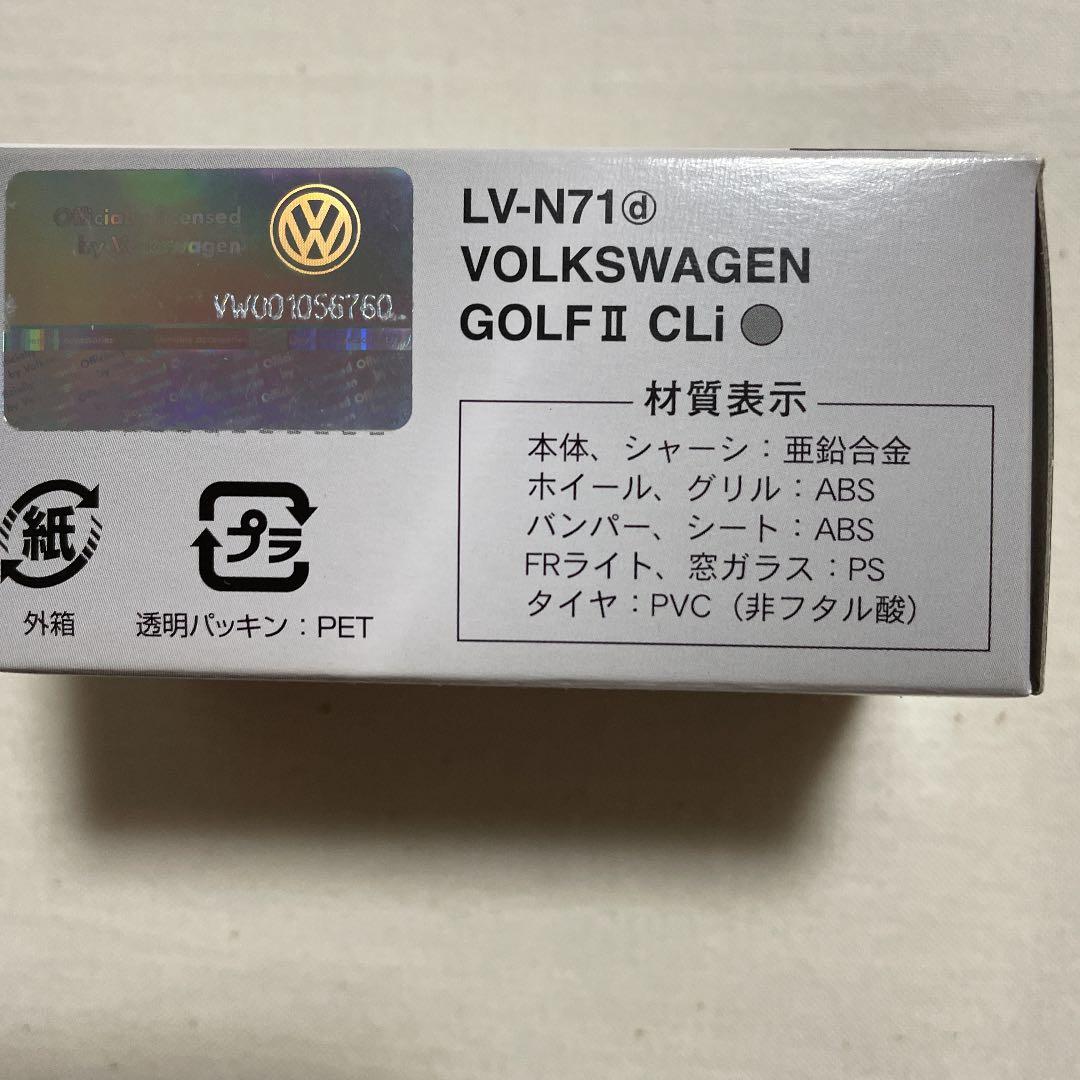 Officially Licensed
by Volkswagen
VW001056760
LV-N71ⓓ
VOLKSWAGEN
GOLFⅡ CLi
材質表示
本体、シャーシ：亜鉛合金
ホイール、グリル：ABS
バンパー、シート：ABS
FRライト、窓ガラス：PS
タイヤ：PVC（非フタル酸）
紙
外箱
プラ
透明パッキン：PET